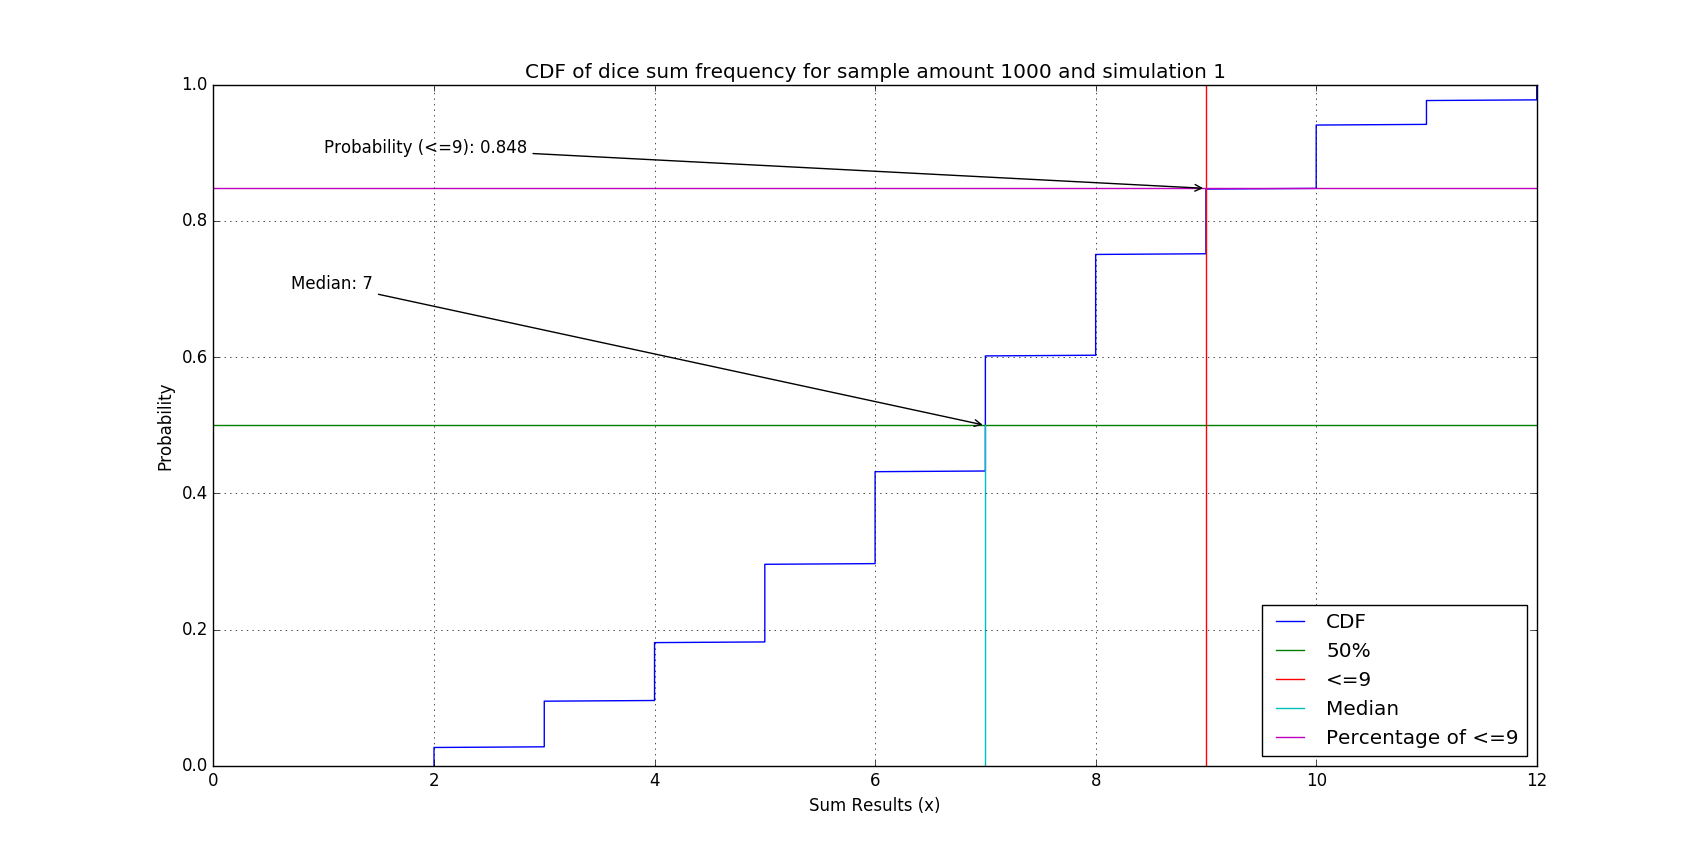 CDF of dice sum frequency for sample amount 1000 and simulation 1
1.0
Probability (<=9): 0.848
0.8
Median: 7
0.6
Probability
0.4
0.2
0.0
CDF
50%
<=9
Median
Percentage of <=9
0 2 4 6 8 10 12
Sum Results (x)